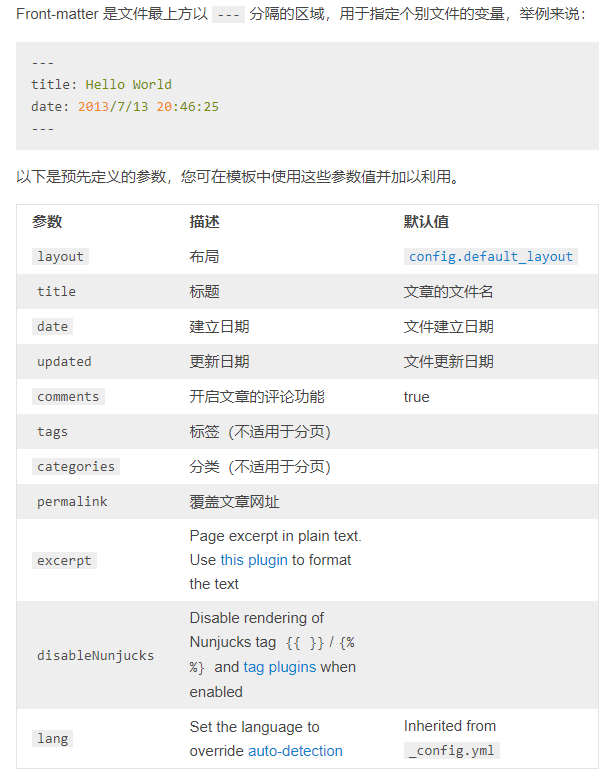 Front-matter 是文件最上方以 --- 分隔的区域，用于指定个别文件的变量，举例来说：
---
title: Hello World
date: 2013/7/13 20:46:25
---
以下是预先定义的参数，您可在模板中使用这些参数值并加以利用。
参数 描述 默认值
layout 布局 config.default_layout
title 标题 文章的文件名
date 建立日期 文件建立日期
updated 更新日期 文件更新日期
comments 开启文章的评论功能 true
tags 标签（不适用于分页）
categories 分类（不适用于分页）
permalink 覆盖文章网址
excerpt
Page excerpt in plain text.
Use this plugin to format
the text
disableNunjucks
Disable rendering of
Nunjucks tag {{ }} / {%
%} and tag plugins when
enabled
lang
Set the language to
override auto-detection
Inherited from
_config.yml